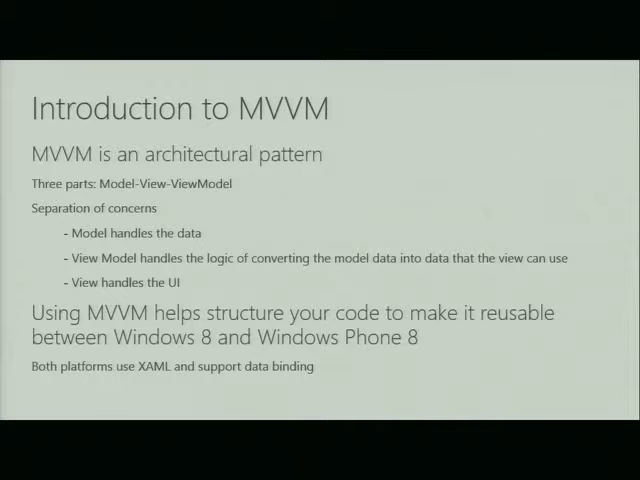 Introduction to MVVM
MVVM is an architectural pattern
Three parts: Model-View-ViewModel
Separation of concerns
- Model handles the data
- View Model handles the logic of converting the model data into data that the view can use
- View handles the UI
Using MVVM helps structure your code to make it reusable
between Windows 8 and Windows Phone 8
Both platforms use XAML and support data binding